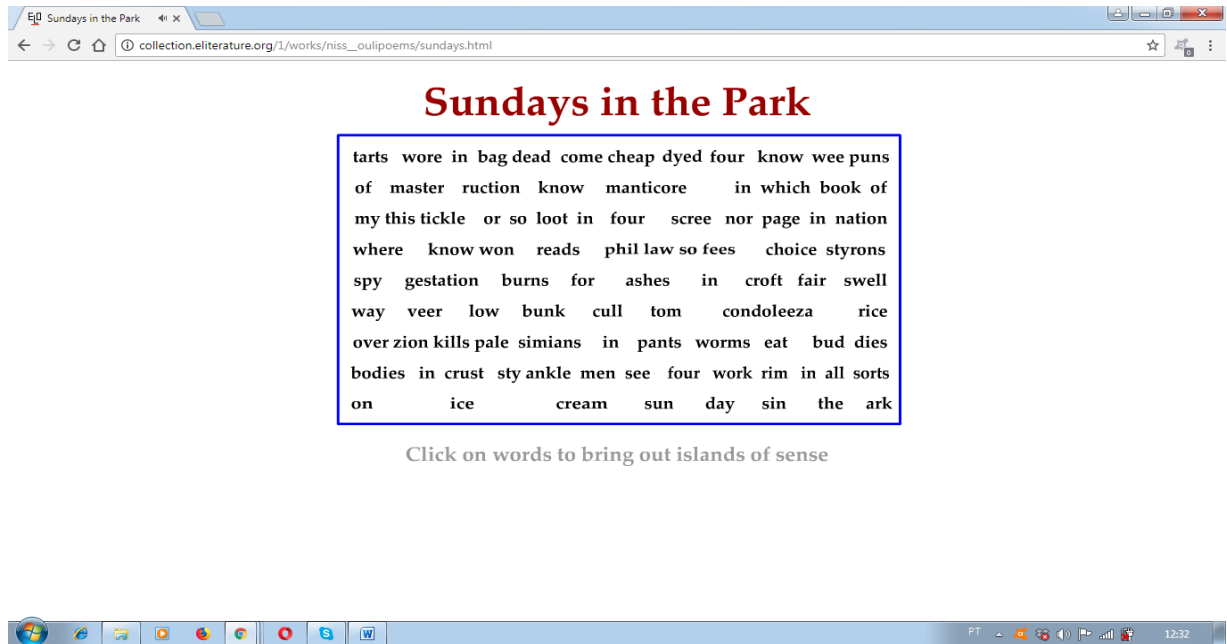 Sundays in the Park
collection.eliterature.org/1/works/niss__oulipoems/sundays.html
0
Sundays in the Park
tarts wore in bag dead come cheap dyed four know wee puns
of master ruction know manticore in which book of
my this tickle or so loot in four scree nor page in nation
where know won reads phil law so fees choice styrons
spy gestation burns for ashes in croft fair swell
way veer low bunk cull tom condoleeza rice
over zion kills pale simians in pants worms eat bud dies
bodies in crust sty ankle men see four work rim in all sorts
on ice cream sun day sin the ark
Click on words to bring out islands of sense
PT 12:32